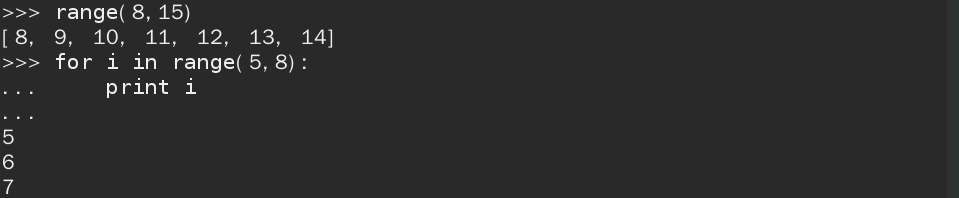 >>> range(8,15)
[8, 9, 10, 11, 12, 13, 14]
>>> for i in range(5,8):
...     print i
...
5
6
7